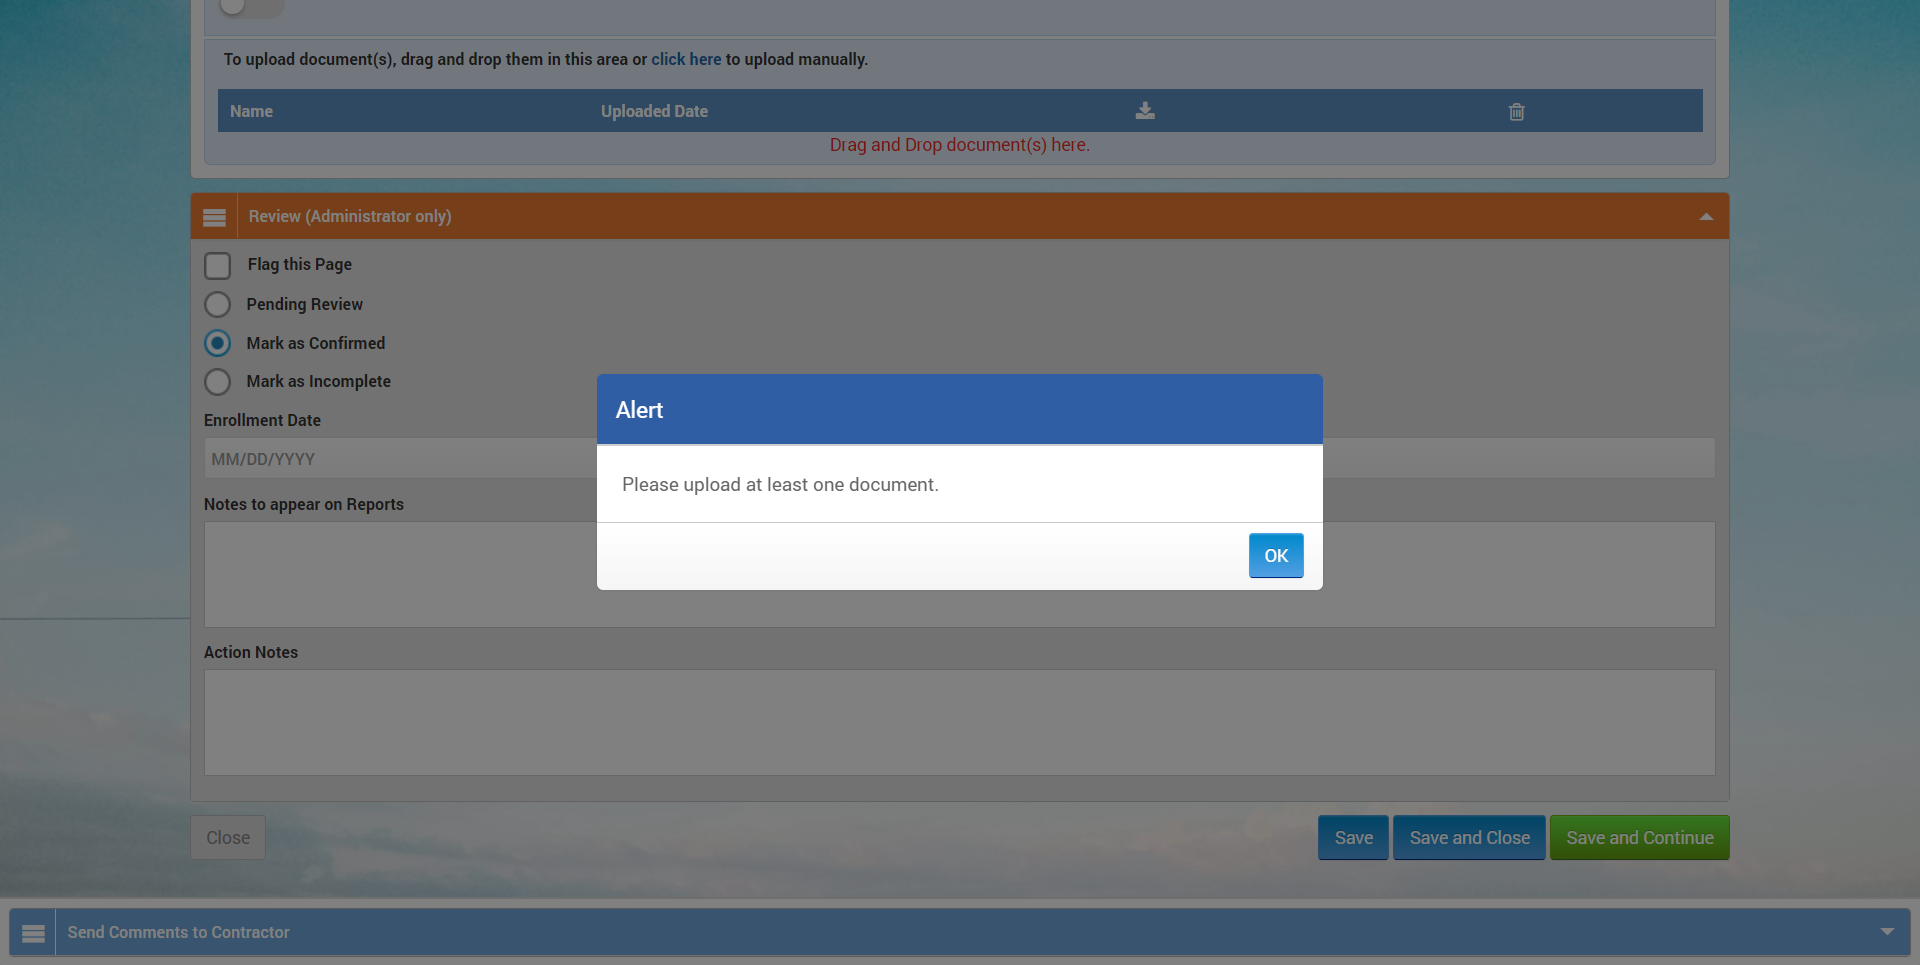 To upload document(s), drag and drop them in this area or click here to upload manually.
Name Uploaded Date
Drag and Drop document(s) here.
Review (Administrator only)
Flag this Page
Pending Review
Mark as Confirmed
Mark as Incomplete
Enrollment Date
MM/DD/YYYY
Notes to appear on Reports
Alert
Please upload at least one document.
OK
Action Notes
Close Save Save and Close Save and Continue
Send Comments to Contractor